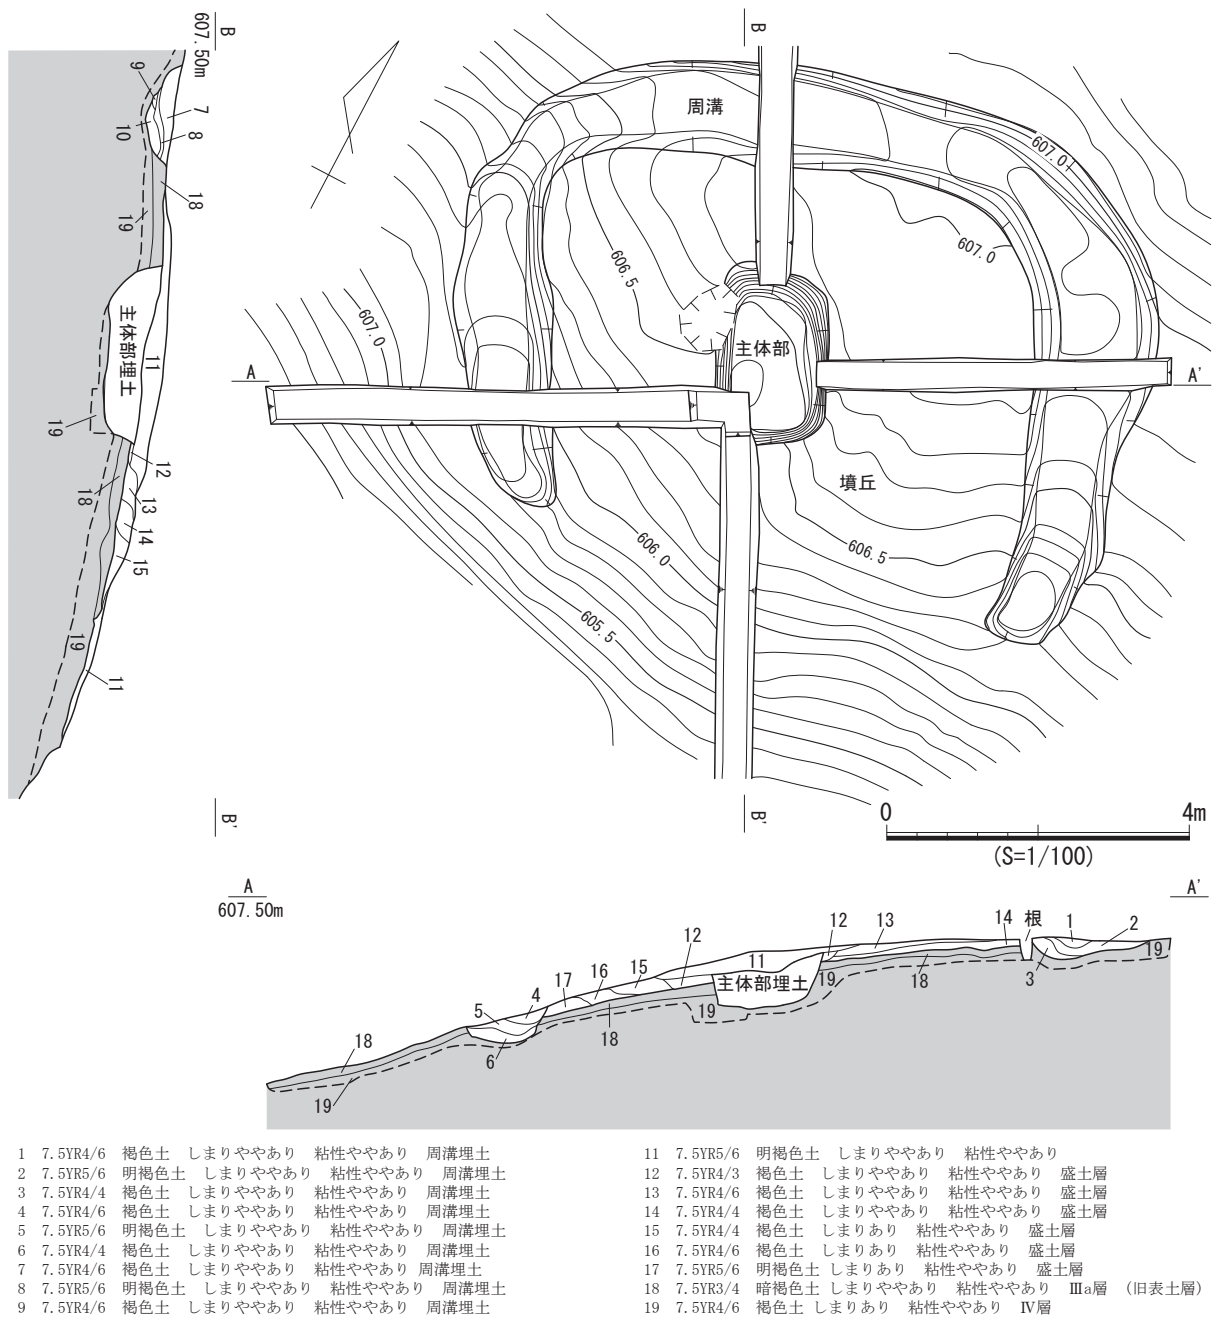 B
607.50m
9
7
10
8
18
19
主体部埋土
11
19
12
18
13
14
15
19
11
B'
B
周溝
607.0
607.0
606.5
607.0
主体部
A
A'
墳丘
606.0
606.5
605.5
B'
0
4m
(S=1/100)
A
607.50m
A'
12
13
14
根
1
2
12
11
15
16
17
主体部埋土
19
18
3
19
4
5
19
18
6
18
19
1 7.5YR4/6 褐色土 しまりややあり 粘性ややあり 周溝埋土
2 7.5YR5/6 明褐色土 しまりややあり 粘性ややあり 周溝埋土
3 7.5YR4/4 褐色土 しまりややあり 粘性ややあり 周溝埋土
4 7.5YR4/6 褐色土 しまりややあり 粘性ややあり 周溝埋土
5 7.5YR5/6 明褐色土 しまりややあり 粘性ややあり 周溝埋土
6 7.5YR4/4 褐色土 しまりややあり 粘性ややあり 周溝埋土
7 7.5YR4/6 褐色土 しまりややあり 粘性ややあり 周溝埋土
8 7.5YR5/6 明褐色土 しまりややあり 粘性ややあり 周溝埋土
9 7.5YR4/6 褐色土 しまりややあり 粘性ややあり 周溝埋土
11 7.5YR5/6 明褐色土 しまりややあり 粘性ややあり
12 7.5YR4/3 褐色土 しまりややあり 粘性ややあり 盛土層
13 7.5YR4/6 褐色土 しまりややあり 粘性ややあり 盛土層
14 7.5YR4/4 褐色土 しまりややあり 粘性ややあり 盛土層
15 7.5YR4/4 褐色土 しまりあり 粘性ややあり 盛土層
16 7.5YR4/6 褐色土 しまりあり 粘性ややあり 盛土層
17 7.5YR5/6 明褐色土 しまりあり 粘性ややあり 盛土層
18 7.5YR3/4 暗褐色土 しまりややあり 粘性ややあり Ⅲa層 (旧表土層)
19 7.5YR4/6 褐色土 しまりあり 粘性ややあり Ⅳ層